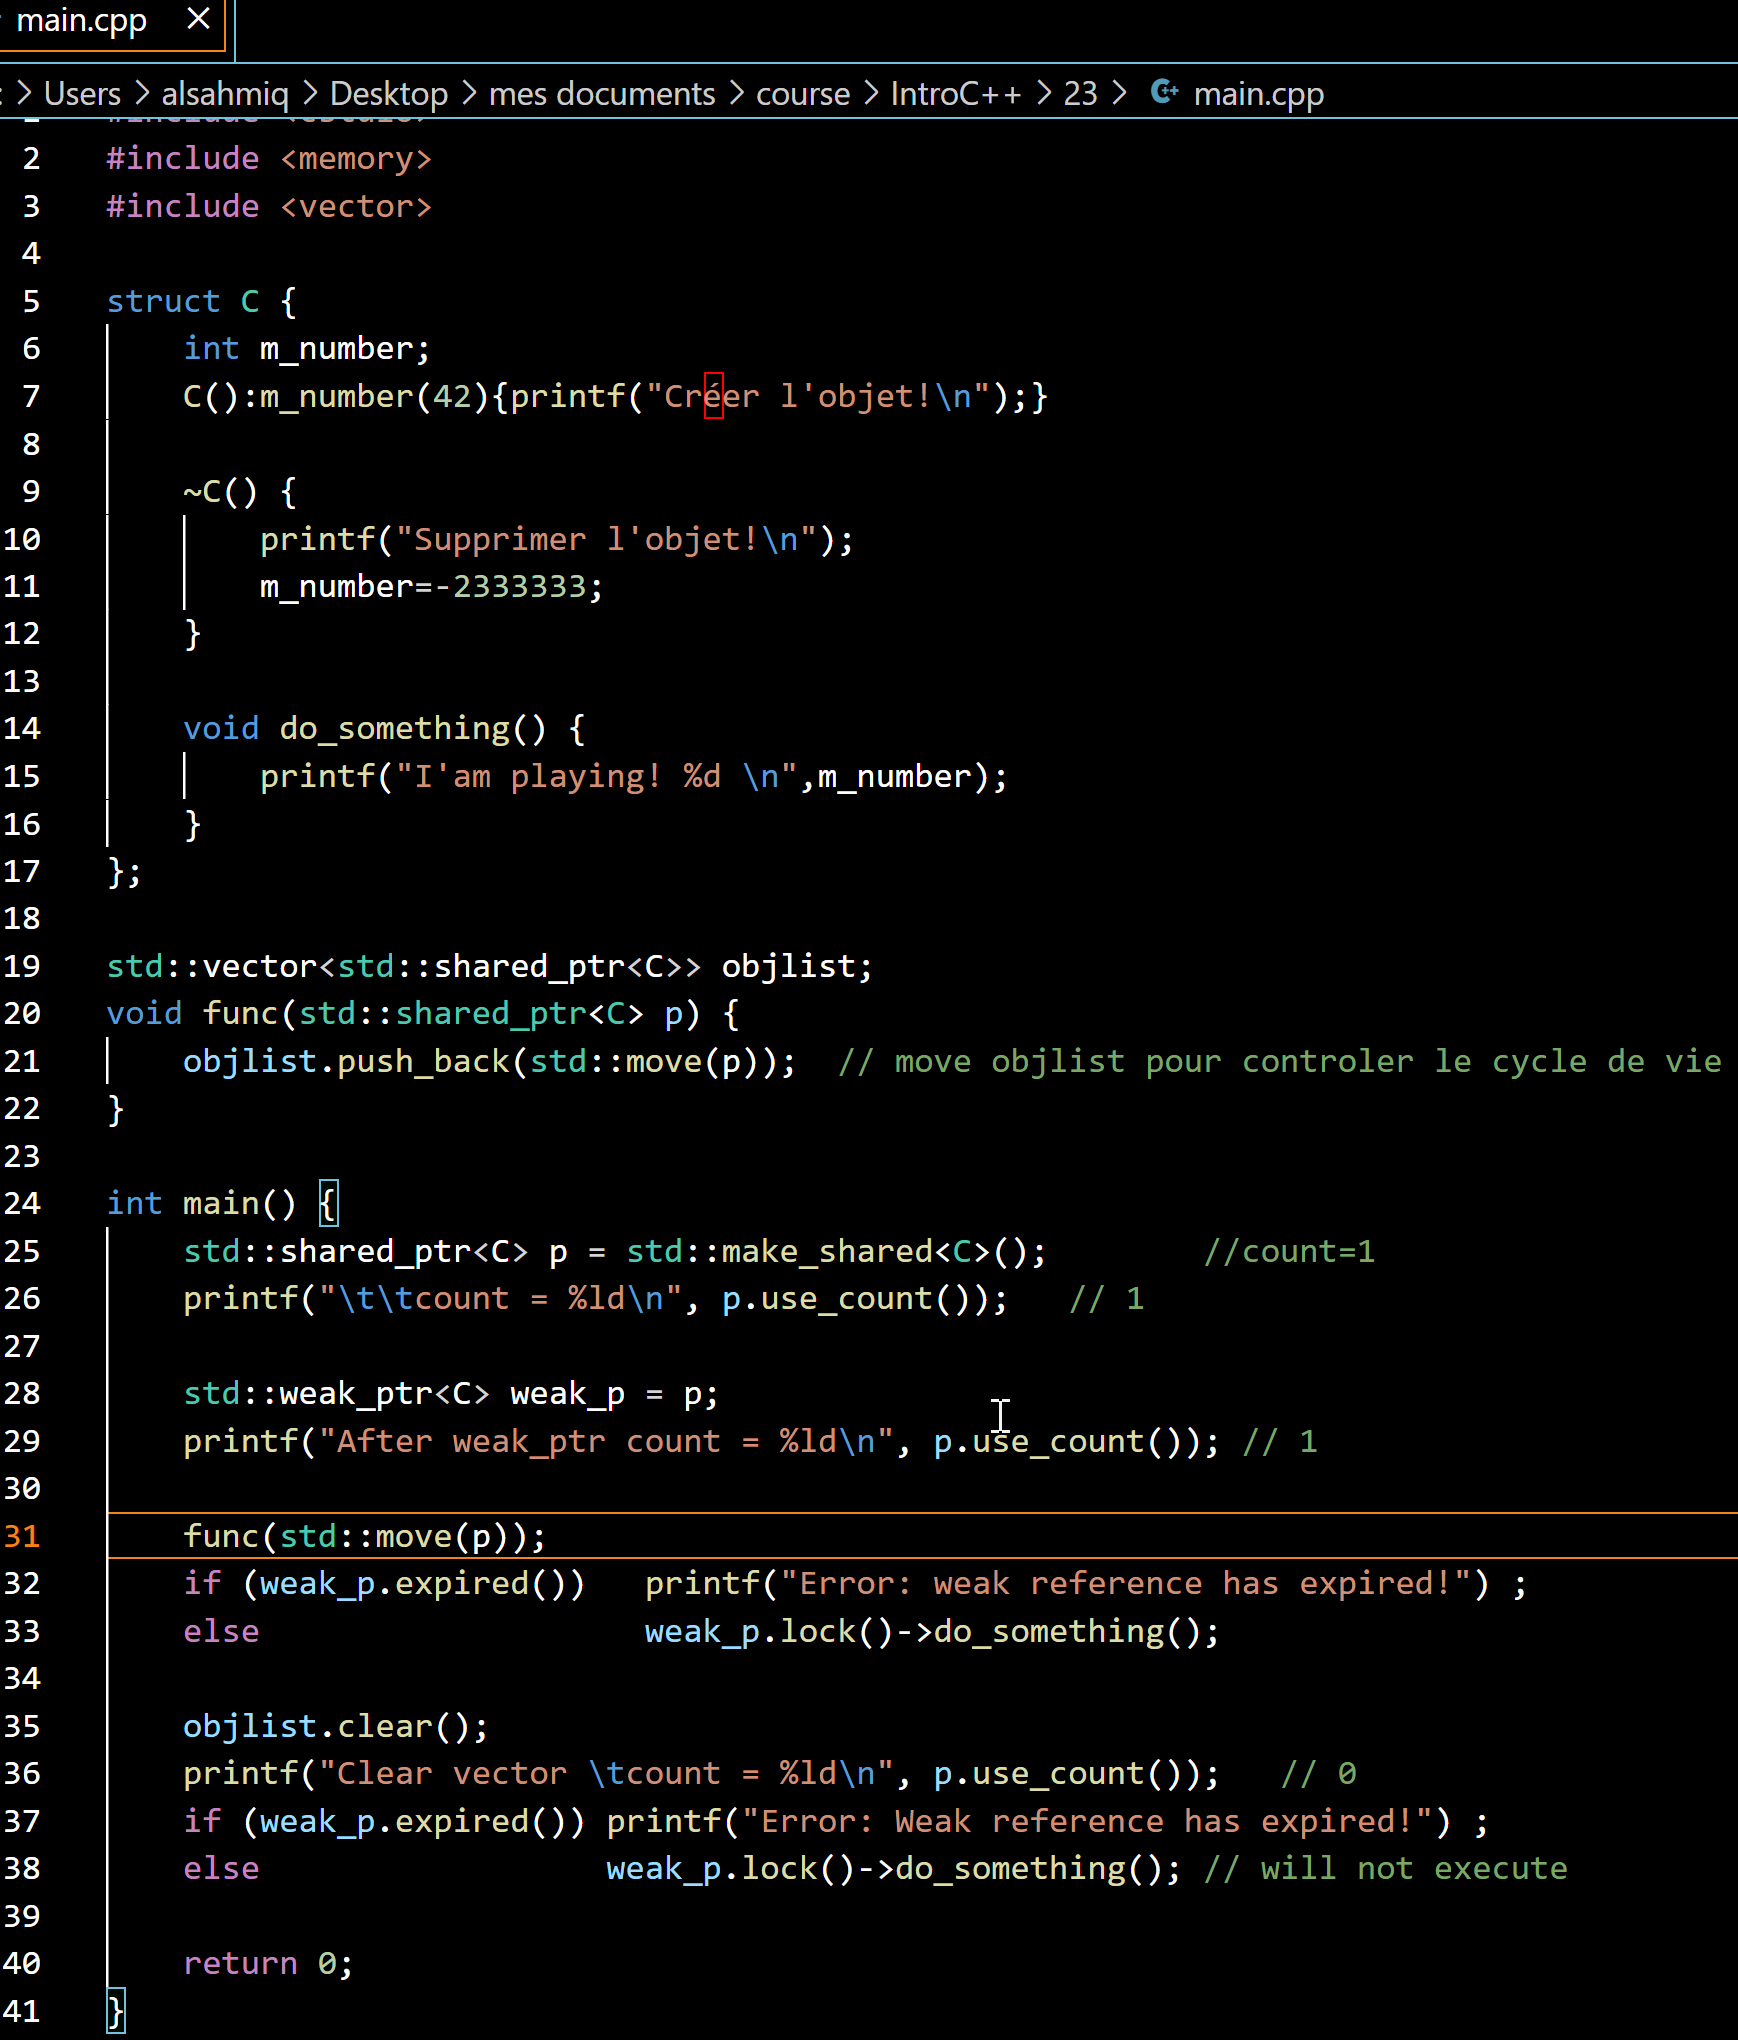 main.cpp ×
: > Users > alsahmiq > Desktop > mes documents > course > IntroC++ > 23 > main.cpp
2 #include <memory>
3 #include <vector>
4
5 struct C {
6     int m_number;
7     C():m_number(42){printf("Créer l'objet!\n");}
8
9     ~C() {
10         printf("Supprimer l'objet!\n");
11         m_number=-2333333;
12     }
13
14     void do_something() {
15         printf("I'am playing! %d \n",m_number);
16     }
17 };
18
19 std::vector<std::shared_ptr<C>> objlist;
20 void func(std::shared_ptr<C> p) {
21     objlist.push_back(std::move(p));  // move objlist pour controler le cycle de vie
22 }
23
24 int main() {
25     std::shared_ptr<C> p = std::make_shared<C>();        //count=1
26     printf("\t\tcount = %ld\n", p.use_count());   // 1
27
28     std::weak_ptr<C> weak_p = p;
29     printf("After weak_ptr count = %ld\n", p.use_count()); // 1
30
31     func(std::move(p));
32     if (weak_p.expired())   printf("Error: weak reference has expired!") ;
33     else                    weak_p.lock()->do_something();
34
35     objlist.clear();
36     printf("Clear vector \tcount = %ld\n", p.use_count());   // 0
37     if (weak_p.expired()) printf("Error: Weak reference has expired!") ;
38     else                  weak_p.lock()->do_something(); // will not execute
39
40     return 0;
41 }